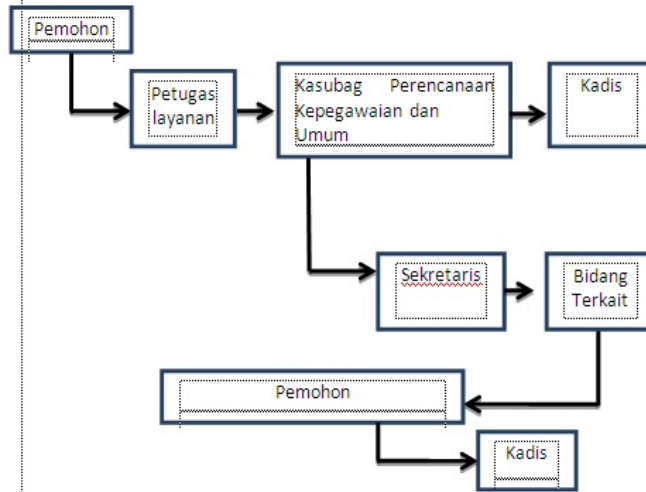 Pemohon
Petugas
layanan
Kasubag Perencanaan
Kepegawaian dan
Umum
Kadis
Sekretaris
Bidang
Terkait
Pemohon
Kadis